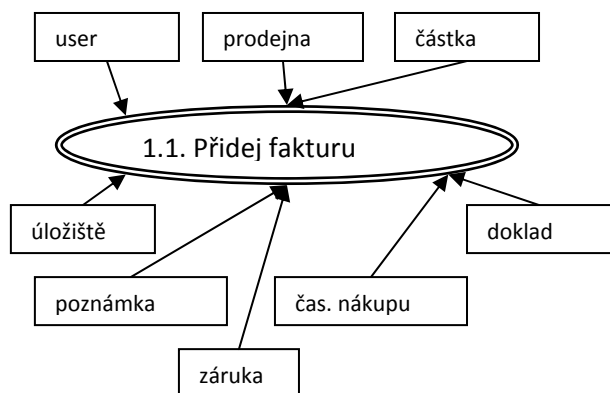 user
prodejna
částka
1.1. Přidej fakturu
úložiště
doklad
poznámka
čas. nákupu
záruka